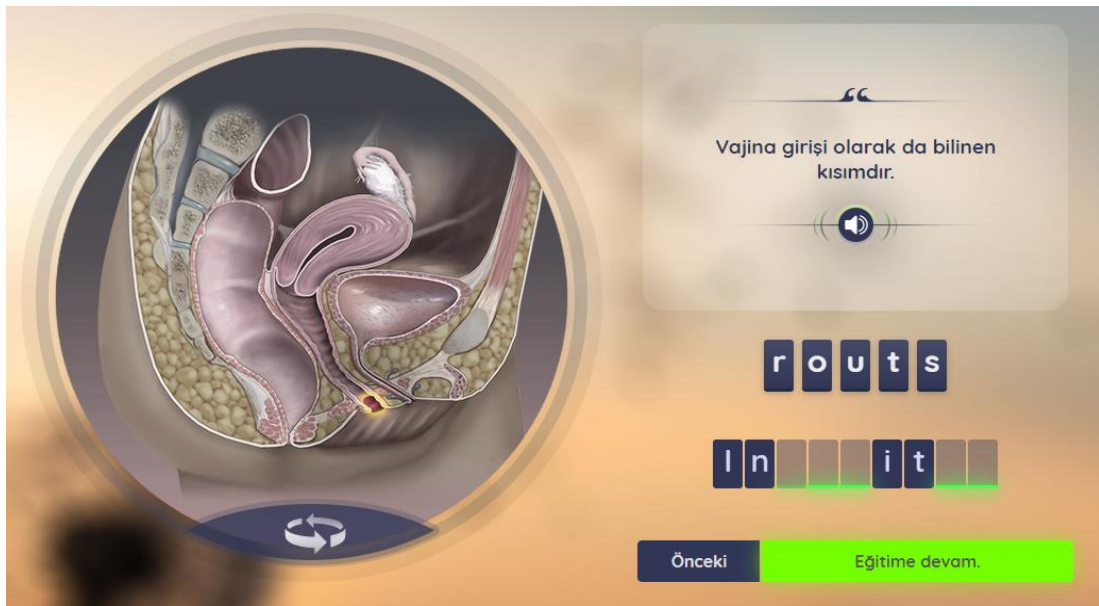 “
Vajina girişi olarak da bilinen
kısımdır.
r o u t s
I n i t
Önceki
Eğitime devam.